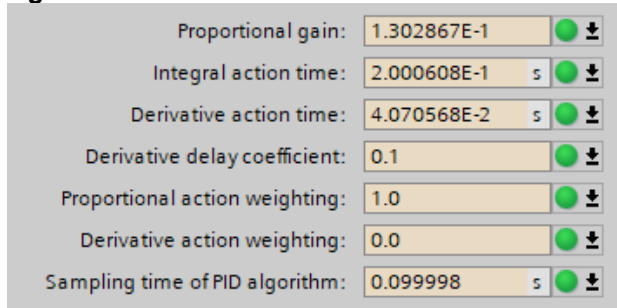 Proportional gain: 1.302867E-1
Integral action time: 2.000608E-1 s
Derivative action time: 4.070568E-2 s
Derivative delay coefficient: 0.1
Proportional action weighting: 1.0
Derivative action weighting: 0.0
Sampling time of PID algorithm: 0.099998 s